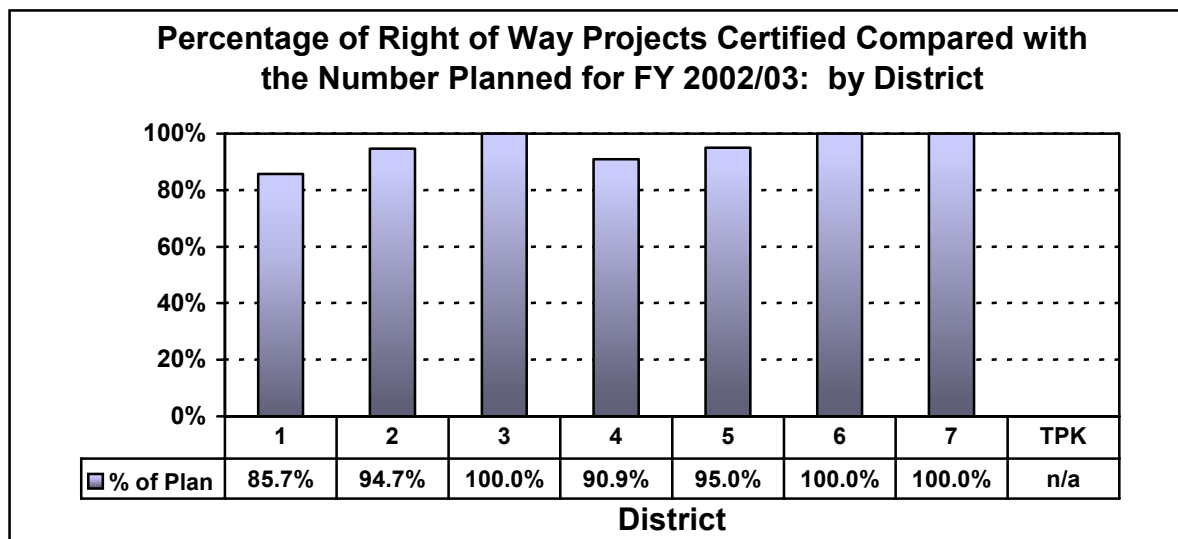 Percentage of Right of Way Projects Certified Compared with
the Number Planned for FY 2002/03: by District
100%
80%
60%
40%
20%
0%
1 2 3 4 5 6 7 TPK
% of Plan 85.7% 94.7% 100.0% 90.9% 95.0% 100.0% 100.0% n/a
District